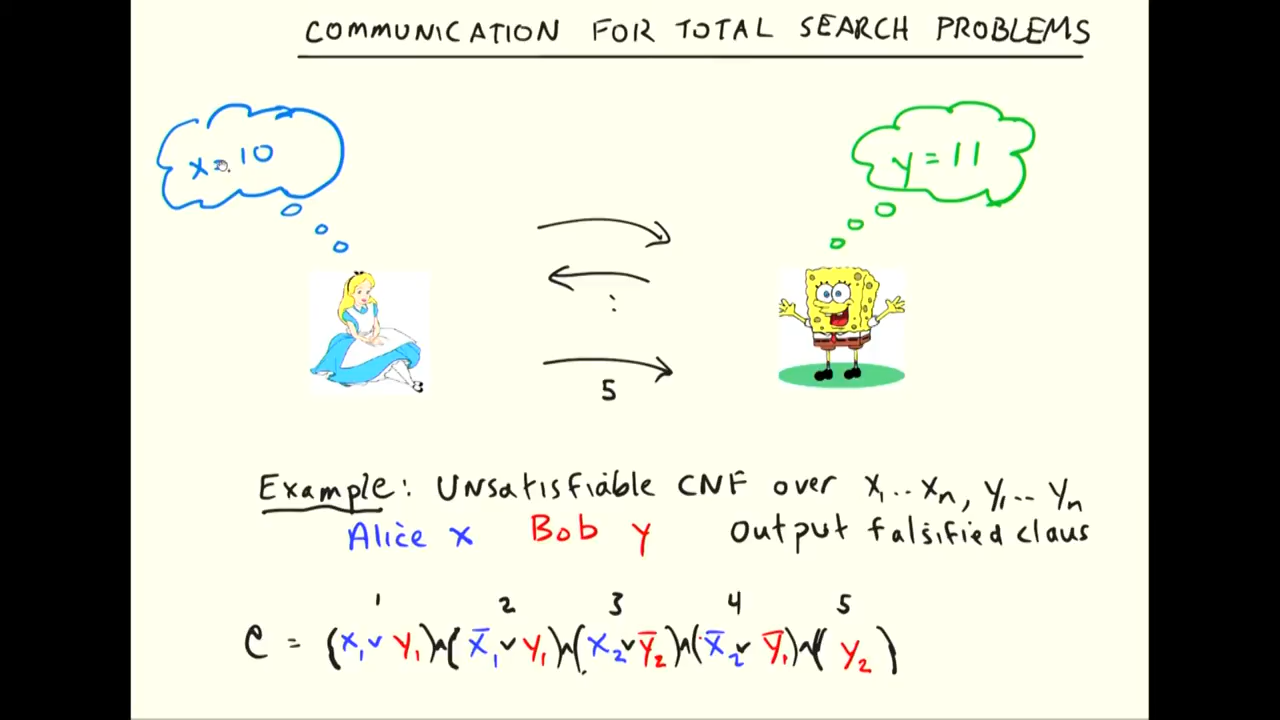 COMMUNICATION FOR TOTAL SEARCH PROBLEMS
x = 10
y = 11
:
5
Example: Unsatisfiable CNF over x₁..xₙ, y₁...yₙ
Alice x Bob y Output falsified claus
1 2 3 4 5
C = (x₁ ∨ y₁)∧(x̄₁ ∨ y₁)∧(x₂ ∨ ȳ₂)∧(x̄₂ ∨ ȳ₁)∧(y₂)